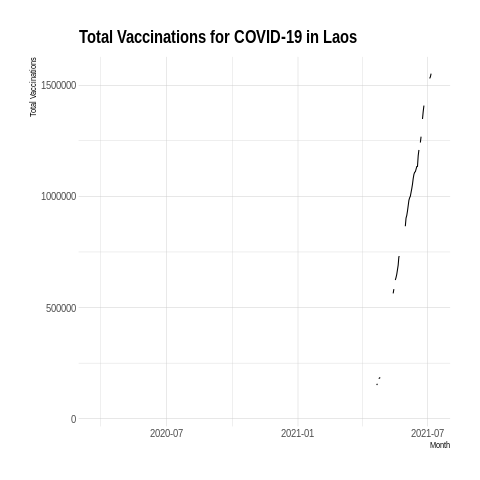 Total Vaccinations for COVID-19 in Laos
Total Vaccinations
1500000
1000000
500000
0
2020-07 2021-01 2021-07
Month